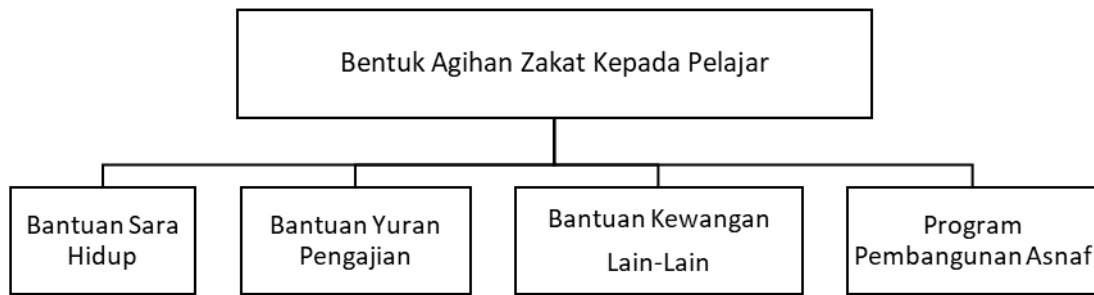 Bentuk Agihan Zakat Kepada Pelajar
Bantuan Sara
Hidup
Bantuan Yuran
Pengajian
Bantuan Kewangan
Lain-Lain
Program
Pembangunan Asnaf